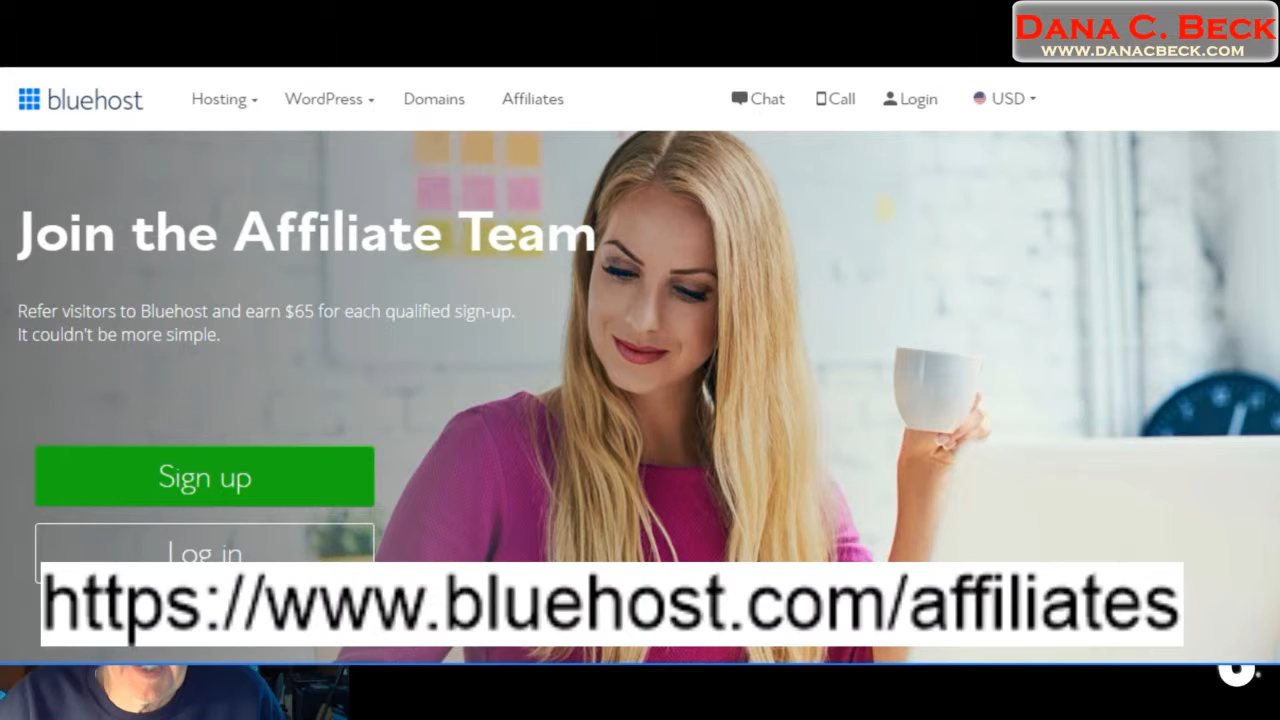 DANA C. BECK
WWW.DANACBECK.COM
bluehost Hosting WordPress Domains Affiliates Chat Call Login USD
Join the Affiliate Team
Refer visitors to Bluehost and earn $65 for each qualified sign-up.
It couldn't be more simple.
Sign up
Log in
https://www.bluehost.com/affiliates